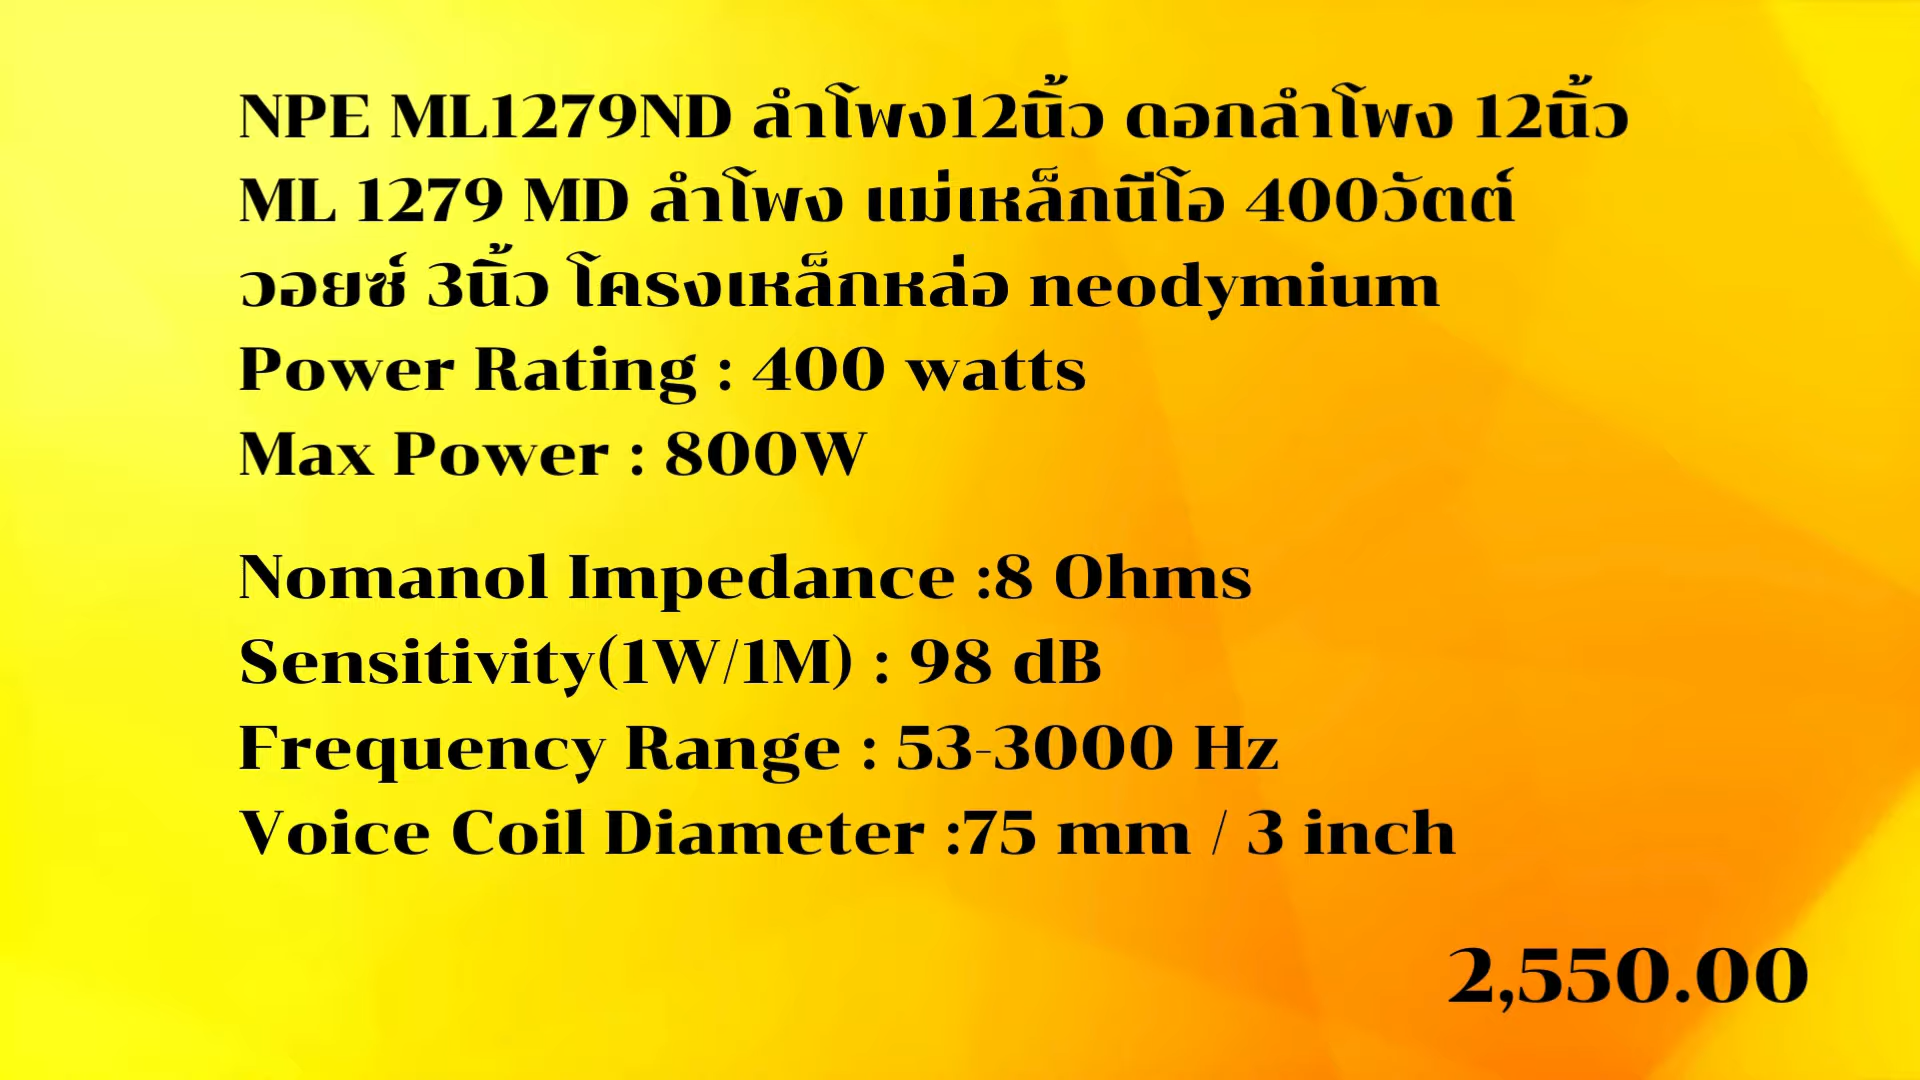 NPE ML1279ND ลำโพง12นิ้ว ดอกลำโพง 12นิ้ว
ML 1279 MD ลำโพง แม่เหล็กนีโอ 400วัตต์
วอยซ์ 3นิ้ว โครงเหล็กหล่อ neodymium
Power Rating : 400 watts
Max Power : 800W
Nomanol Impedance :8 Ohms
Sensitivity(1W/1M) : 98 dB
Frequency Range : 53-3000 Hz
Voice Coil Diameter :75 mm / 3 inch
2,550.00